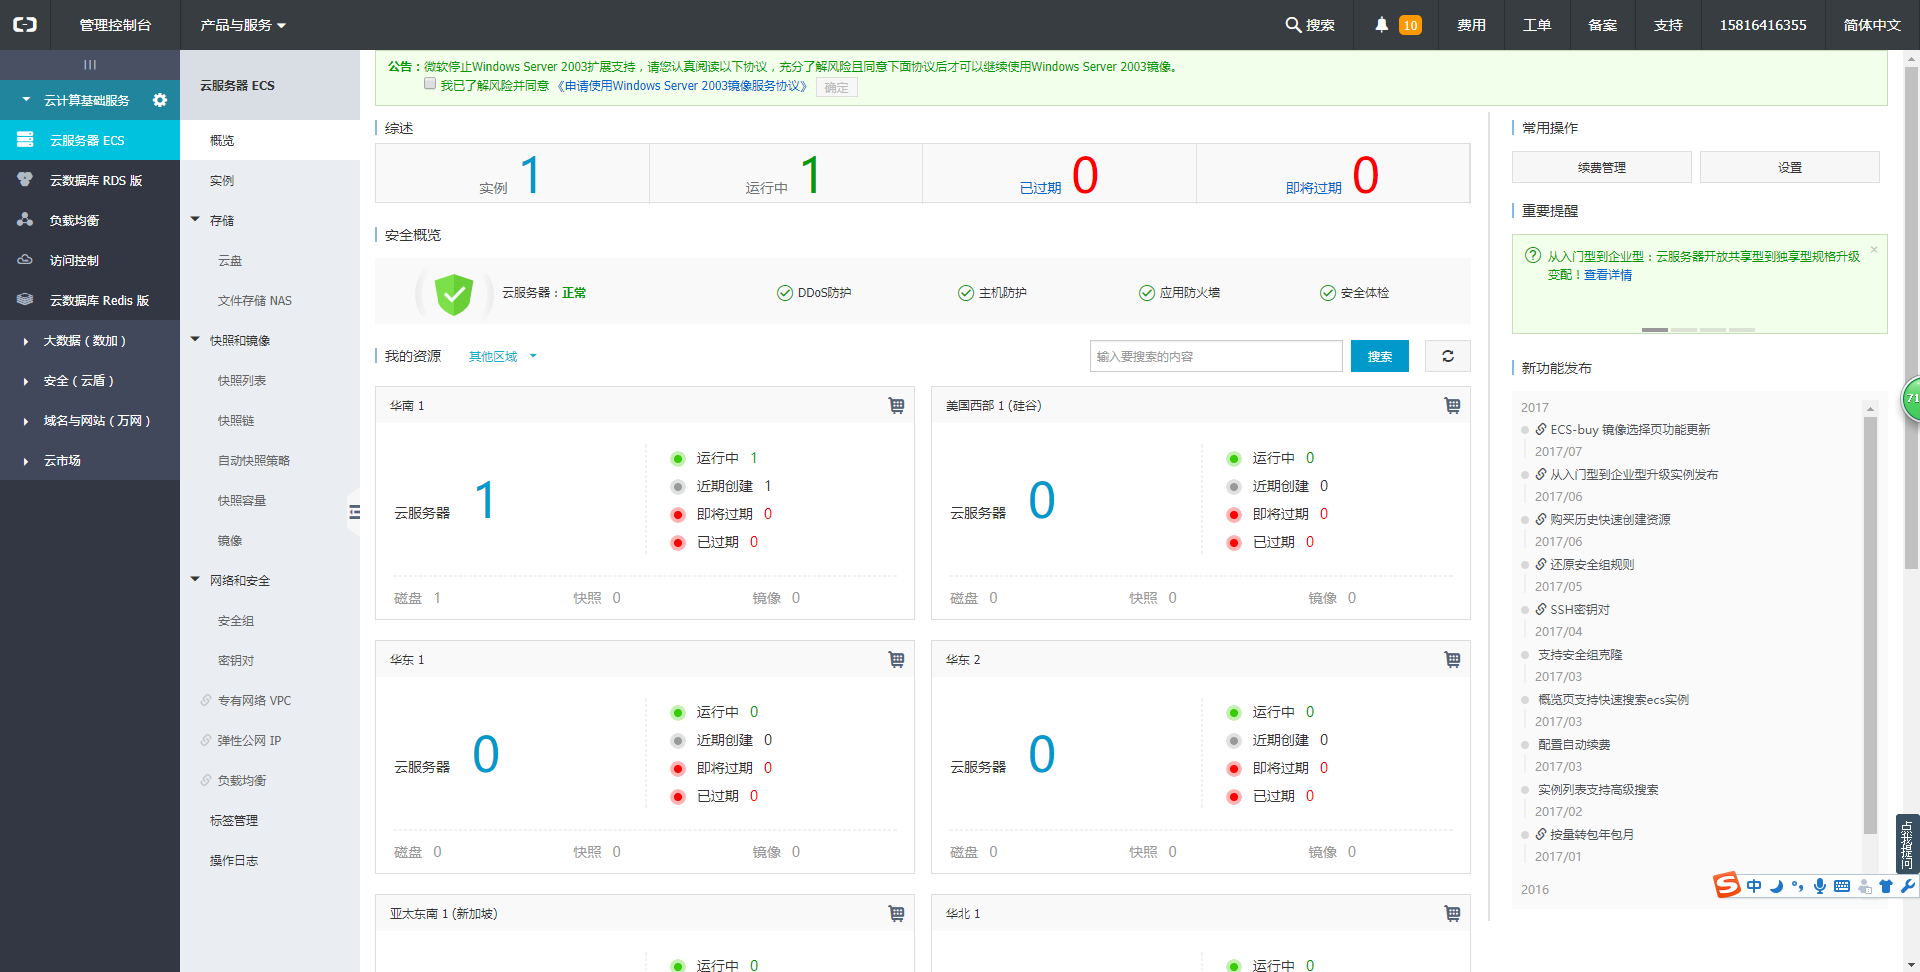 管理控制台
产品与服务
搜索
10
费用
工单
备案
支持
15816416355
简体中文
云计算基础服务
云服务器 ECS
云数据库 RDS 版
负载均衡
访问控制
云数据库 Redis 版
大数据（数加）
安全（云盾）
域名与网站（万网）
云市场
云服务器 ECS
概览
实例
存储
云盘
文件存储 NAS
快照和镜像
快照列表
快照链
自动快照策略
快照容量
镜像
网络和安全
安全组
密钥对
专有网络 VPC
弹性公网 IP
负载均衡
标签管理
操作日志
公告：微软停止Windows Server 2003扩展支持，请您认真阅读以下协议，充分了解风险且同意下面协议后才可以继续使用Windows Server 2003镜像。
我已了解风险并同意 《申请使用Windows Server 2003镜像服务协议》 确定
综述
实例 1
运行中 1
已过期 0
即将过期 0
安全概览
云服务器：正常
DDoS防护
主机防护
应用防火墙
安全体检
我的资源
其他区域
输入要搜索的内容
搜索
华南 1
云服务器 1
运行中 1
近期创建 1
即将过期 0
已过期 0
磁盘 1
快照 0
镜像 0
美国西部 1 (硅谷)
云服务器 0
运行中 0
近期创建 0
即将过期 0
已过期 0
磁盘 0
快照 0
镜像 0
华东 1
云服务器 0
运行中 0
近期创建 0
即将过期 0
已过期 0
磁盘 0
快照 0
镜像 0
华东 2
云服务器 0
运行中 0
近期创建 0
即将过期 0
已过期 0
磁盘 0
快照 0
镜像 0
亚太东南 1 (新加坡)
运行中 0
华北 1
运行中 0
常用操作
续费管理
设置
重要提醒
从入门型到企业型：云服务器开放共享型到独享型规格升级
变配！查看详情
新功能发布
2017
ECS-buy 镜像选择页功能更新
2017/07
从入门型到企业型升级实例发布
2017/06
购买历史快速创建资源
2017/06
还原安全组规则
2017/05
SSH密钥对
2017/04
支持安全组克隆
2017/03
概览页支持快速搜索ecs实例
2017/03
配置自动续费
2017/03
实例列表支持高级搜索
2017/02
按量转包年包月
2017/01
2016
71
点我提问
S 中